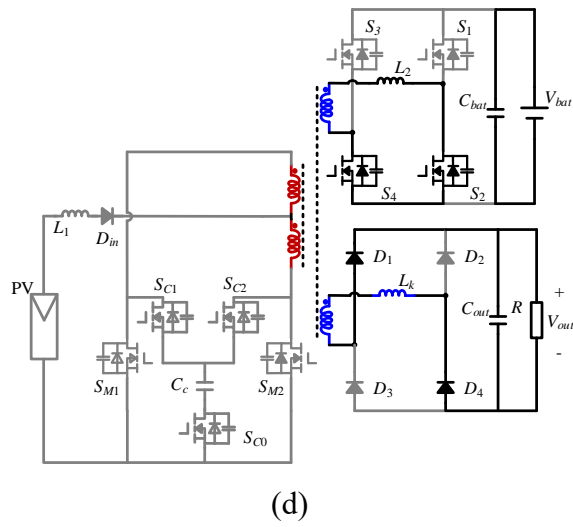 S3 S1
L2
Cbat Vbat
S4 S2
L1 Din
D1 D2
Lk
PV
SC1 SC2
Cout R Vout
+
-
SM1 Cc SM2
D3 D4
SC0
(d)